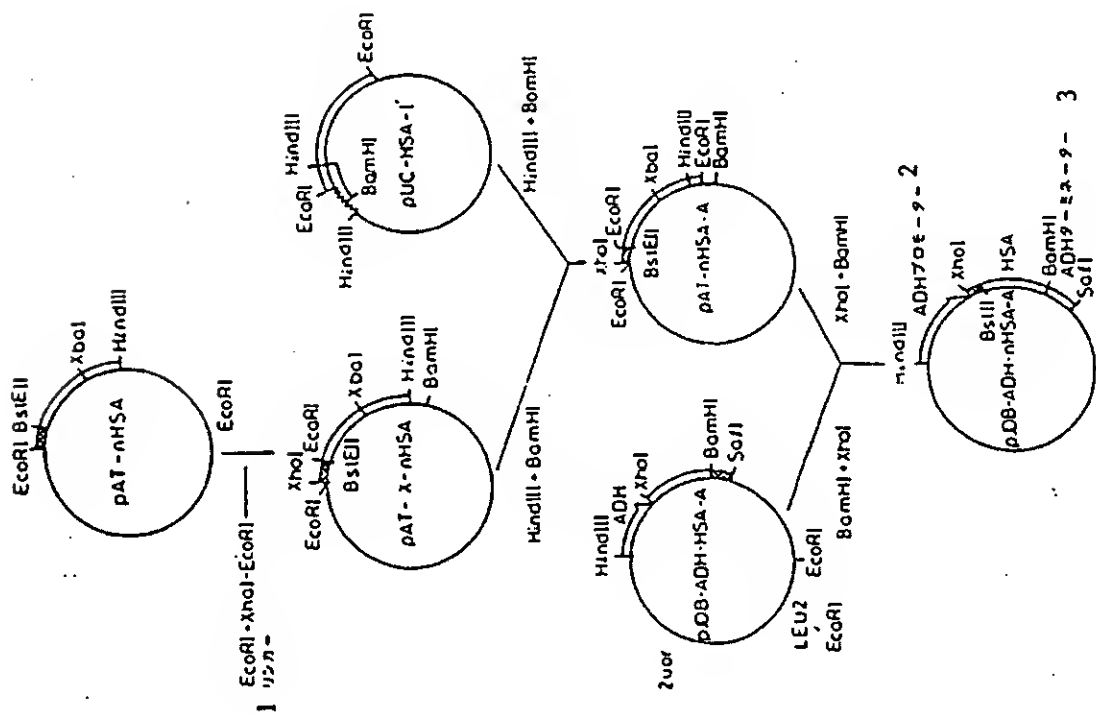 EcoRI BstEII
XbaI
HindIII
pAT-nHSA
1 EcoRI-XhoI-EcoRI
リンカー
EcoRI
HindIII
EcoRI
EcoRI
BamHI
HindIII
pUC-HSA-I'
XhoI
EcoRI
EcoRI
BstEII
XbaI
HindIII
BamHI
pAT-X-nHSA
HindIII+BamHI
HindIII+BamHI
XhoI
EcoRI
EcoRI
BstEII
XbaI
HindIII
EcoRI
BamHI
pAT-nHSA-A
HindIII
ADH
XhoI
BamHI
SalI
pJDB-ADH-HSA-A
EcoRI
LEU2
EcoRI
BamHI+XhoI
XhoI+BamHI
HindIII
ADHプロモーター 2
XhoI
HSA
BamHI
ADHターミネーター 3
SalI
pJDB-ADH-nHSA-A